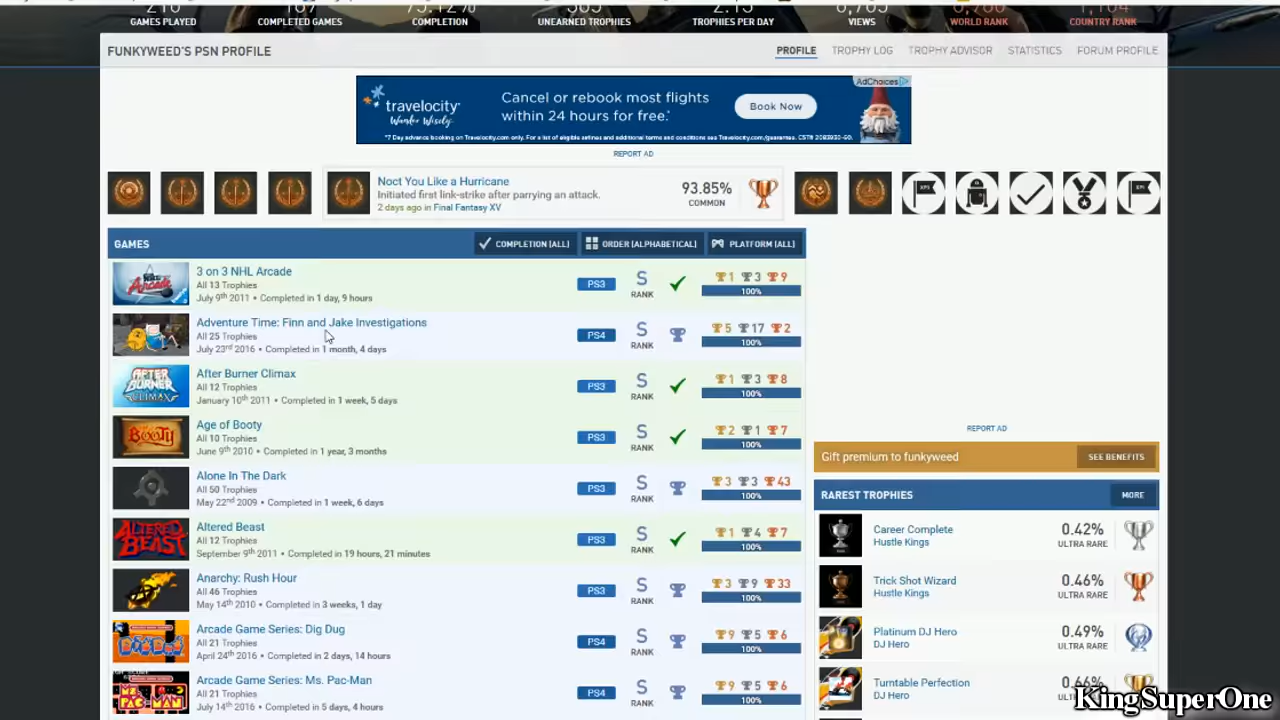 GAMES PLAYED
COMPLETED GAMES
COMPLETION
UNEARNED TROPHIES
TROPHIES PER DAY
VIEWS
WORLD RANK
COUNTRY RANK
FUNKYWEED'S PSN PROFILE
PROFILE TROPHY LOG TROPHY ADVISOR STATISTICS FORUM PROFILE
travelocity
Wander Wisely.
Cancel or rebook most flights
within 24 hours for free.*
Book Now
AdChoices
REPORT AD
Noct You Like a Hurricane
Initiated first link-strike after parrying an attack.
2 days ago in Final Fantasy XV
93.85%
COMMON
GAMES
COMPLETION (ALL) ORDER (ALPHABETICAL) PLATFORM (ALL)
3 on 3 NHL Arcade
All 13 Trophies
July 9th 2011 • Completed in 1 day, 9 hours
PS3 S RANK 1 3 9 100%
Adventure Time: Finn and Jake Investigations
All 25 Trophies
July 23rd 2016 • Completed in 1 month, 4 days
PS4 S RANK 5 17 2 100%
After Burner Climax
All 12 Trophies
January 10th 2011 • Completed in 1 week, 5 days
PS3 S RANK 1 3 8 100%
Age of Booty
All 10 Trophies
June 9th 2010 • Completed in 1 year, 3 months
PS3 S RANK 2 1 7 100%
Alone In The Dark
All 50 Trophies
May 22nd 2009 • Completed in 1 week, 6 days
PS3 S RANK 3 3 43 100%
ALTERED BEAST
Altered Beast
All 12 Trophies
September 9th 2011 • Completed in 19 hours, 21 minutes
PS3 S RANK 1 4 7 100%
Anarchy: Rush Hour
All 46 Trophies
May 14th 2010 • Completed in 3 weeks, 1 day
PS3 S RANK 3 9 33 100%
Arcade Game Series: Dig Dug
All 21 Trophies
April 24th 2016 • Completed in 2 days, 14 hours
PS4 S RANK 9 5 6 100%
Arcade Game Series: Ms. Pac-Man
All 21 Trophies
July 14th 2016 • Completed in 5 days, 4 hours
PS4 S RANK 9 5 6 100%
REPORT AD
Gift premium to funkyweed SEE BENEFITS
RAREST TROPHIES MORE
Career Complete
Hustle Kings
0.42%
ULTRA RARE
Trick Shot Wizard
Hustle Kings
0.46%
ULTRA RARE
Platinum DJ Hero
DJ Hero
0.49%
ULTRA RARE
Turntable Perfection
DJ Hero
KingSuperOne